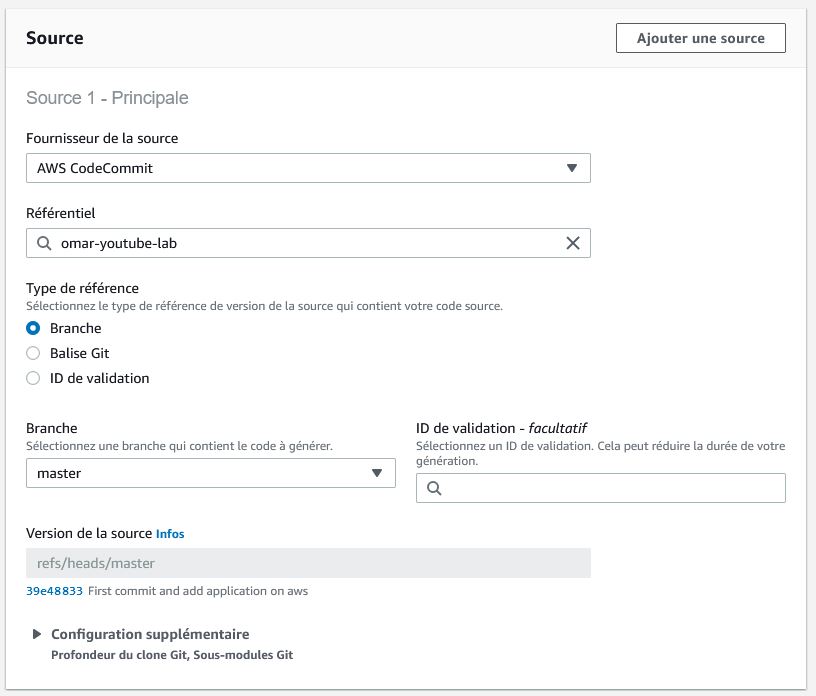 Source
Ajouter une source
Source 1 - Principale
Fournisseur de la source
AWS CodeCommit
Référentiel
omar-youtube-lab
Type de référence
Sélectionnez le type de référence de version de la source qui contient votre code source.
Branche
Balise Git
ID de validation
Branche
Sélectionnez une branche qui contient le code à générer.
master
ID de validation - facultatif
Sélectionnez un ID de validation. Cela peut réduire la durée de votre
génération.
Version de la source Infos
refs/heads/master
39e48833 First commit and add application on aws
Configuration supplémentaire
Profondeur du clone Git, Sous-modules Git